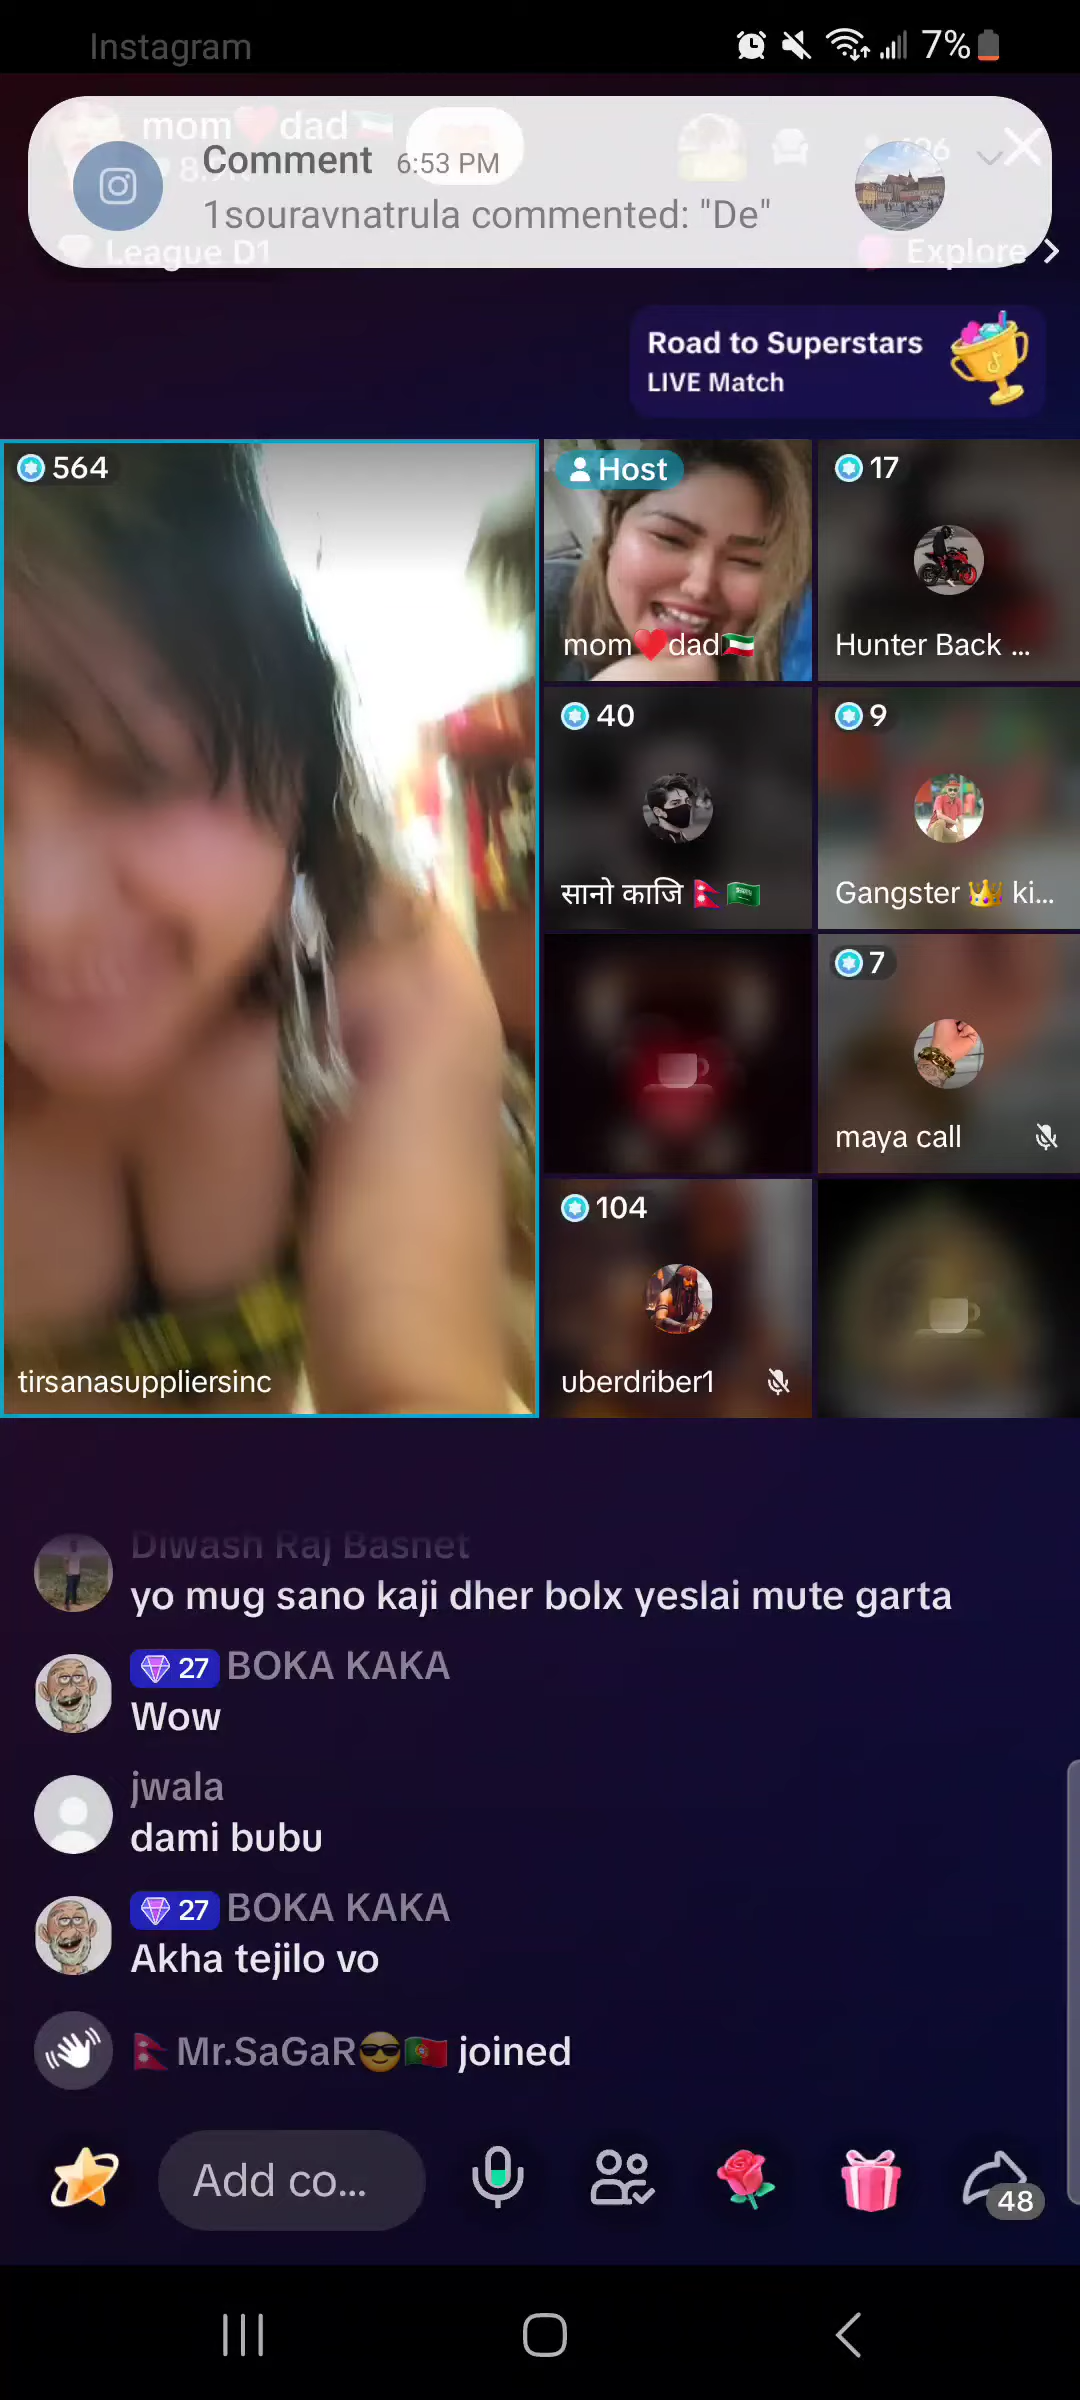 Instagram
7%
mom❤️dad🇰🇼
Comment 6:53 PM
1souravnatrula commented: "De"
League D1
Explore
Road to Superstars
LIVE Match
564
Host
mom❤️dad🇰🇼
17
Hunter Back ...
40
सानो काजि 🇳🇵🇸🇦
9
Gangster 👑 ki...
7
maya call
tirsanasuppliersinc
104
uberdriber1
Diwash Raj Basnet
yo mug sano kaji dher bolx yeslai mute garta
27 BOKA KAKA
Wow
jwala
dami bubu
27 BOKA KAKA
Akha tejilo vo
🇳🇵Mr.SaGaR😎🇵🇹 joined
Add co...
48